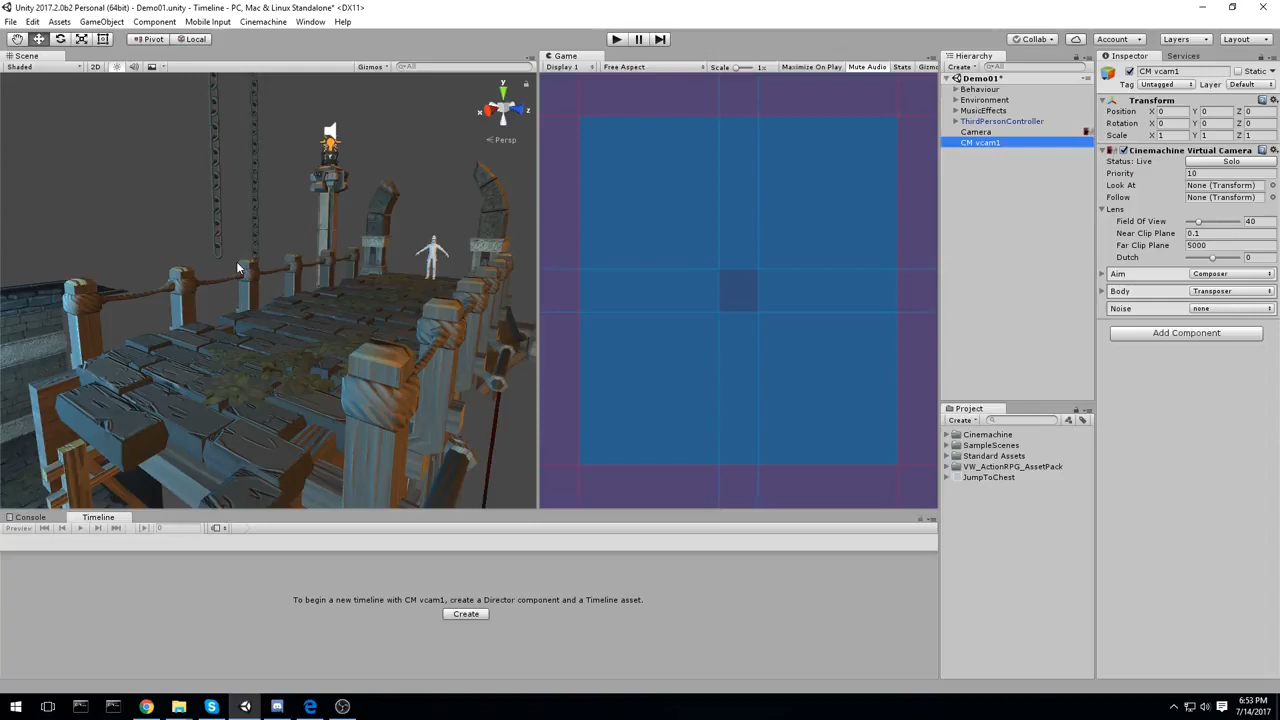 Unity 2017.2.0b2 Personal (64bit) - Demo01.unity - Timeline - PC, Mac & Linux Standalone* <DX11>
File Edit Assets GameObject Component Mobile Input Cinemachine Window Help
Pivot Local Collab Account Layers Layout
Scene
Shaded 2D Gizmos All
y
x z
Persp
Game
Display 1 Free Aspect Scale 1x Maximize On Play Mute Audio Stats Gizmo
Hierarchy
Create All
Demo01*
Behaviour
Environment
MusicEffects
ThirdPersonController
Camera
CM vcam1
Project
Create
Cinemachine
SampleScenes
Standard Assets
VW_ActionRPG_AssetPack
JumpToChest
Inspector Services
CM vcam1 Static
Tag Untagged Layer Default
Transform
Position X 0 Y 0 Z 0
Rotation X 0 Y 0 Z 0
Scale X 1 Y 1 Z 1
Cinemachine Virtual Camera
Status: Live Solo
Priority 10
Look At None (Transform)
Follow None (Transform)
Lens
Field Of View 40
Near Clip Plane 0.1
Far Clip Plane 5000
Dutch 0
Aim Composer
Body Transposer
Noise none
Add Component
Console Timeline
Preview 0
To begin a new timeline with CM vcam1, create a Director component and a Timeline asset.
Create
6:53 PM
7/14/2017